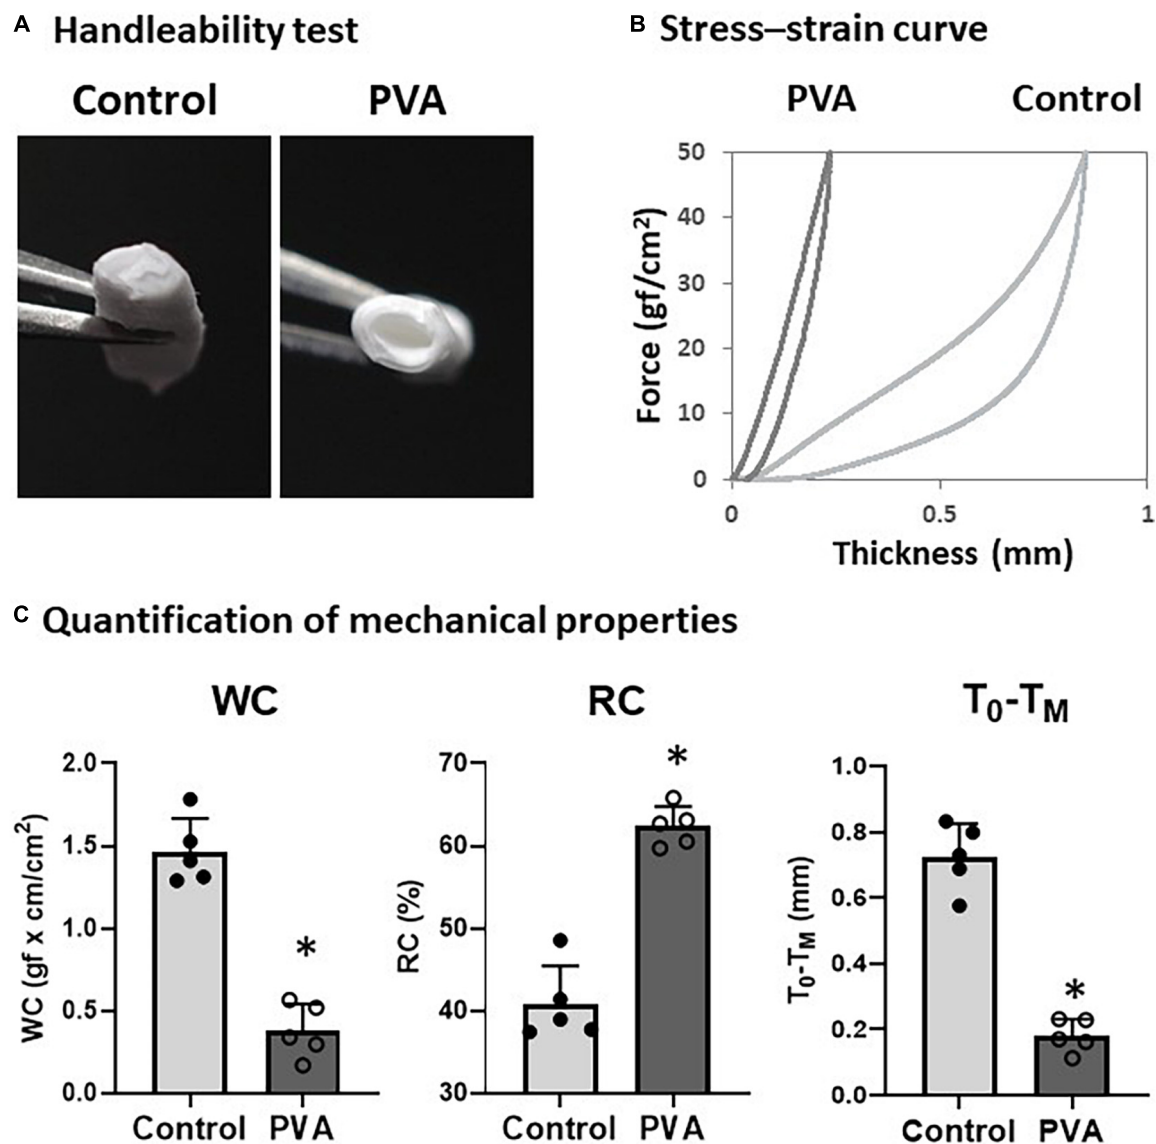 A Handleability test
Control PVA
B Stress–strain curve
PVA Control
50
40
30
20
10
0
Force (gf/cm²)
0 0.5 1
Thickness (mm)
C Quantification of mechanical properties
WC
2.0
1.5
1.0
0.5
0.0
WC (gf x cm/cm²)
*
Control PVA
RC
70
60
50
40
30
RC (%)
*
Control PVA
T₀-Tᴍ
1.0
0.8
0.6
0.4
0.2
0.0
T₀-Tᴍ (mm)
*
Control PVA